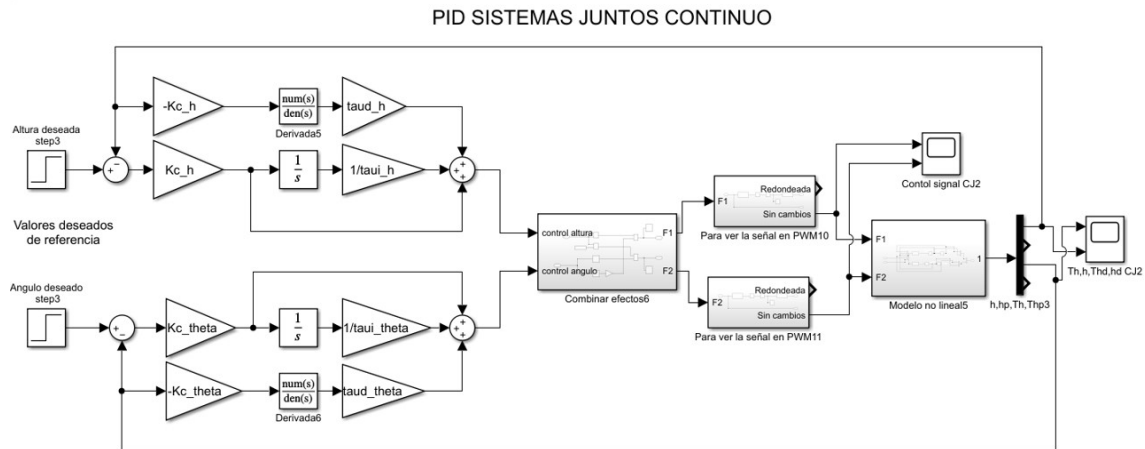 PID SISTEMAS JUNTOS CONTINUO
-Kc_h
num(s)
den(s)
Derivada5
taud_h
Altura deseada
step3
+
−
Kc_h
1
s
1/taui_h
+
+
+
Valores deseados
de referencia
control altura
control angulo
F1
F2
Combinar efectos6
F1
Redondeada
Sin cambios
Para ver la señal en PWM10
F2
Redondeada
Sin cambios
Para ver la señal en PWM11
Contol signal CJ2
F1
F2
1
Modelo no lineal5
h,hp,Th,Thp3
Th,h,Thd,hd CJ2
Angulo deseado
step3
+
−
Kc_theta
1
s
1/taui_theta
+
+
+
-Kc_theta
num(s)
den(s)
Derivada6
taud_theta